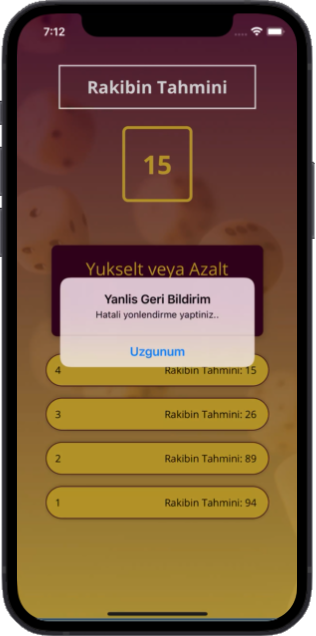 7:12
Rakibin Tahmini
15
Yukselt veya Azalt
Yanlis Geri Bildirim
Hatali yonlendirme yaptiniz..
Uzgunum
4 Rakibin Tahmini: 15
3 Rakibin Tahmini: 26
2 Rakibin Tahmini: 89
1 Rakibin Tahmini: 94